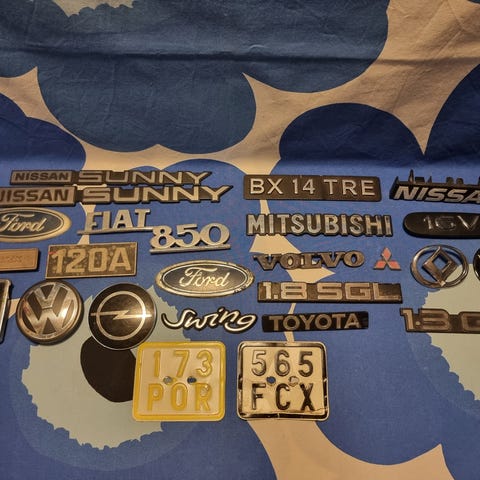 NISSAN SUNNY
NISSAN SUNNY
BX 14 TRE
NISSA
Ford
FIAT
850
MITSUBISHI
16V
120A
Ford
VOLVO
1.8 SGL
Swing
TOYOTA
1.3
173
POR
565
FCX